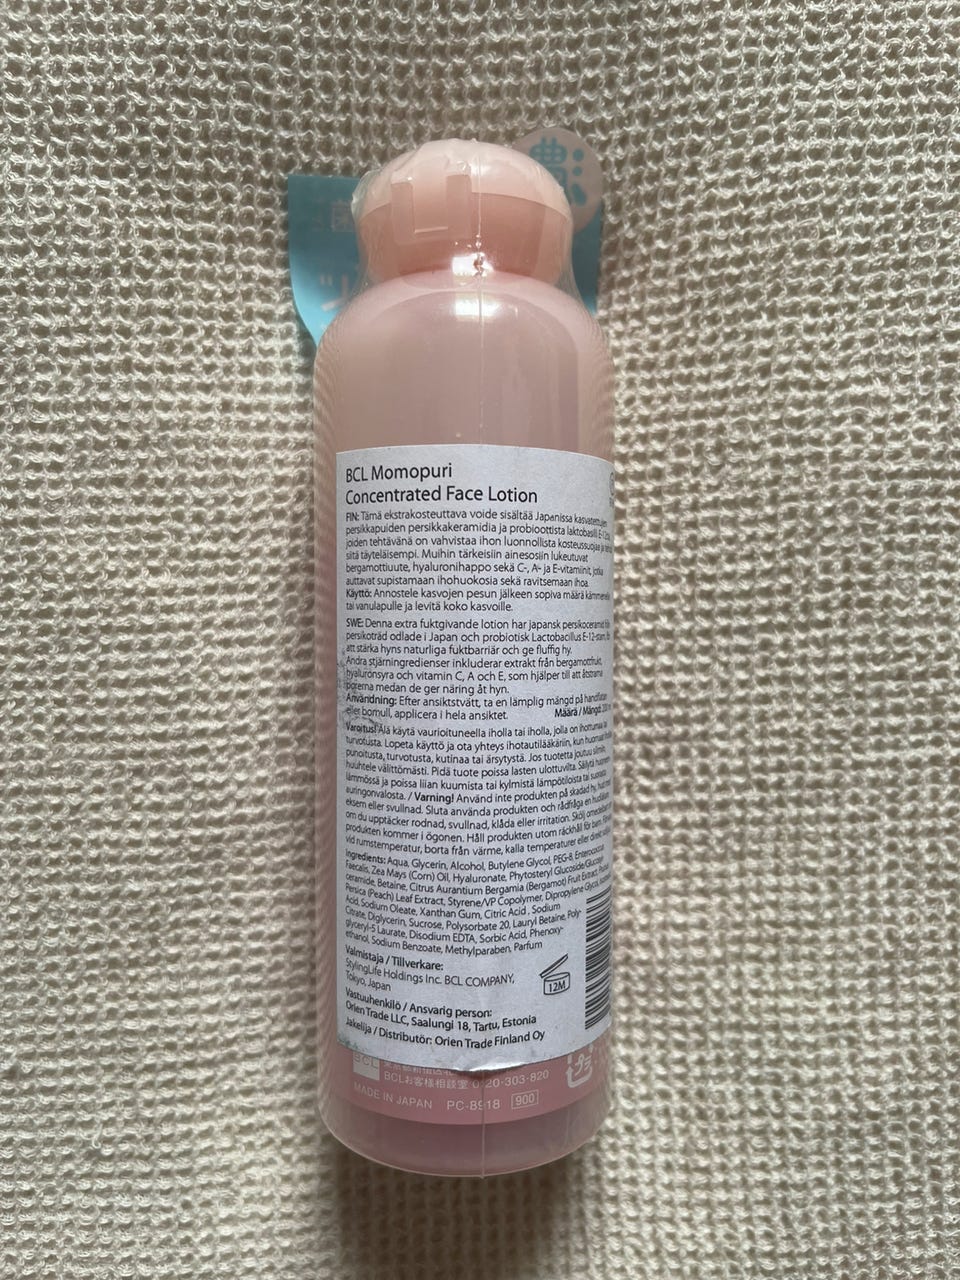 濃
菌
BCL Momopuri
Concentrated Face Lotion
FIN: Tämä ekstrakosteuttava voide sisältää Japanissa kasvatettujen
persikkapuiden persikkakeramidia ja probioottista laktobasilli E-12:ta,
joiden tehtävänä on vahvistaa ihon luonnollista kosteussuojaa ja tehdä
siitä täyteläisempi. Muihin tärkeisiin ainesosiin lukeutuvat
bergamottiuute, hyaluronihappo sekä C-, A- ja E-vitamiinit, jotka
auttavat supistamaan ihohuokosia sekä ravitsemaan ihoa.
Käyttö: Annostele kasvojen pesun jälkeen sopiva määrä kämmenelle
tai vanulapulle ja levitä koko kasvoille.
SWE: Denna extra fuktgivande lotion har japansk persikoceramid från
persikoträd odlade i Japan och probiotisk Lactobacillus E-12-stam, för
att stärka hyns naturliga fuktbarriär och ge fluffig hy.
Andra stjärningredienser inkluderar extrakt från bergamottfrukt,
hyaluronsyra och vitamin C, A och E, som hjälper till att åtstrama
porerna medan de ger näring åt hyn.
Användning: Efter ansiktstvätt, ta en lämplig mängd på handflatan
eller bomull, applicera i hela ansiktet. Määrä / Mängd: 200 m
Varoitus! Älä käytä vaurioituneella iholla tai iholla, jolla on ihottumaa tai
turvotusta. Lopeta käyttö ja ota yhteys ihotautilääkäriin, kun huomaat
punoitusta, turvotusta, kutinaa tai ärsytystä. Jos tuotetta joutuu silmiin,
huuhtele välittömästi. Pidä tuote poissa lasten ulottuvilta. Säilytä huoneen-
lämmössä ja poissa liian kuumista tai kylmistä lämpötiloista tai suorasta
auringonvalosta. / Varning! Använd inte produkten på skadad hy, hud med
eksem eller svullnad. Sluta använda produkten och rådfråga en hudläkare
om du upptäcker rodnad, svullnad, klåda eller irritation. Skölj omedelbart om
produkten kommer i ögonen. Håll produkten utom räckhåll för barn. Förvara
vid rumstemperatur, borta från värme, kalla temperaturer eller direkt solljus.
Ingredients: Aqua, Glycerin, Alcohol, Butylene Glycol, PEG-8, Enterococcus
Faecalis, Zea Mays (Corn) Oil, Hyaluronate, Phytosteryl Glucoside/Glucosyl
ceramide, Betaine, Citrus Aurantium Bergamia (Bergamot) Fruit Extract, Prunus
Persica (Peach) Leaf Extract, Styrene/VP Copolymer, Dipropylene Glycol,
Acid, Sodium Oleate, Xanthan Gum, Citric Acid , Sodium
Citrate, Diglycerin, Sucrose, Polysorbate 20, Lauryl Betaine, Poly-
glyceryl-5 Laurate, Disodium EDTA, Sorbic Acid, Phenoxy-
ethanol, Sodium Benzoate, Methylparaben, Parfum
Valmistaja / Tillverkare:
StylingLife Holdings Inc. BCL COMPANY,
Tokyo, Japan
12M
Vastuuhenkilö / Ansvarig person:
Orien Trade LLC, Saalungi 18, Tartu, Estonia
Jakelija / Distributör: Orien Trade Finland Oy
BCL
BCLお客様相談室 0120-303-820
MADE IN JAPAN PC-8918 900